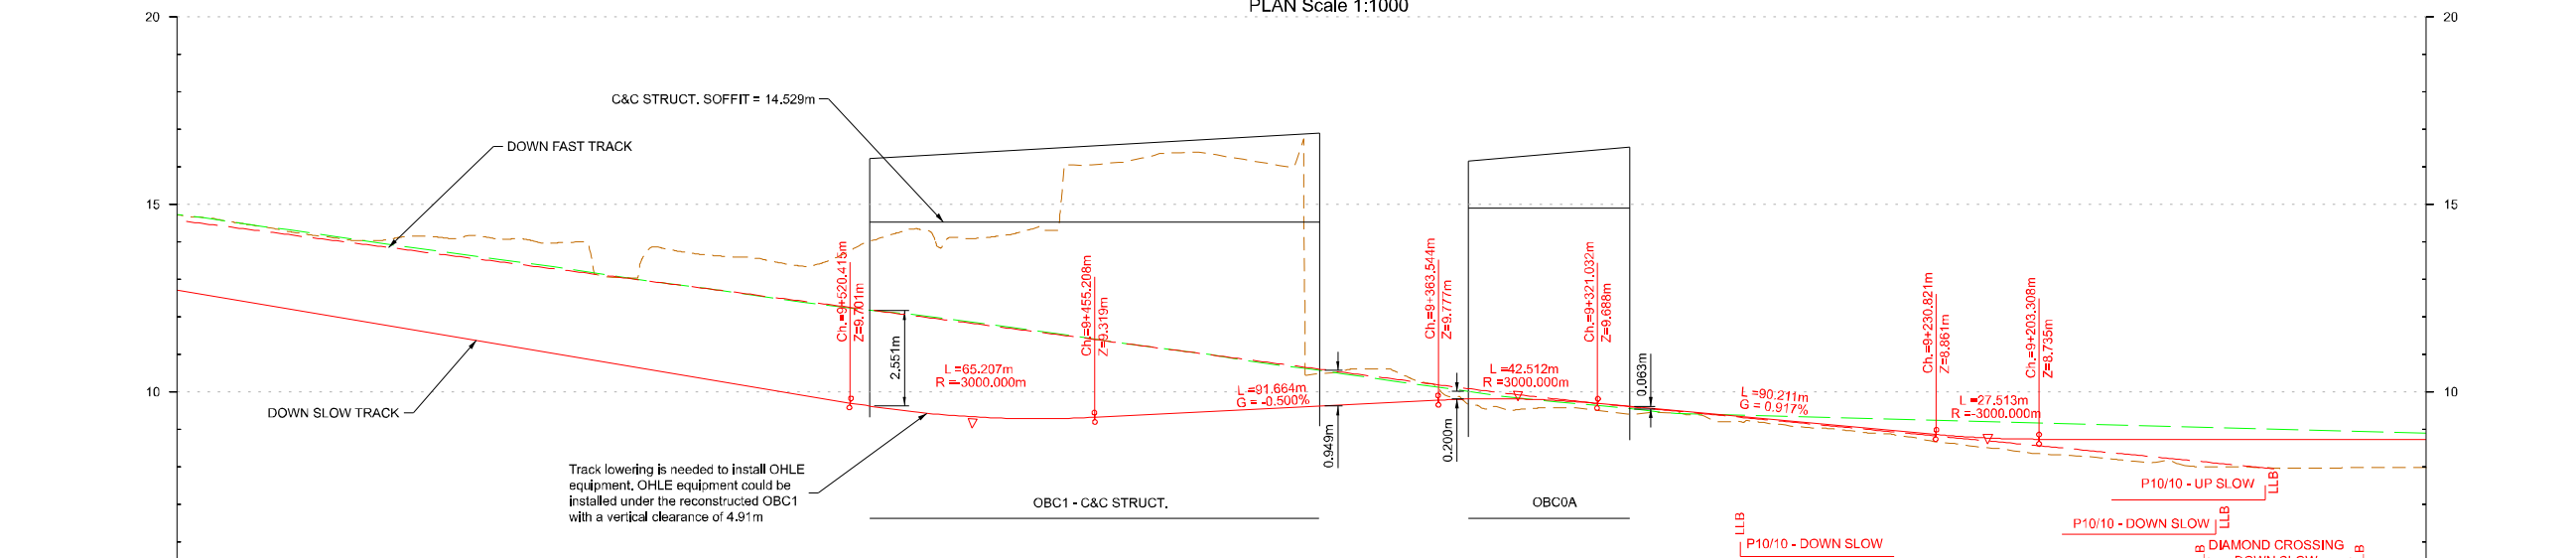 PLAN Scale 1:1000
20
20
C&C STRUCT. SOFFIT = 14.529m
DOWN FAST TRACK
15
15
Ch.=9+520.415m
Z=9.701m
Ch.=9+455.208m
Z=9.319m
Ch.=9+363.544m
Z=9.777m
Ch.=9+321.032m
Z=9.688m
Ch.=9+230.821m
Z=8.861m
Ch.=9+203.308m
Z=8.735m
2.551m
L =65.207m
R =-3000.000m
L =91.664m
G = -0.500%
L =42.512m
R =3000.000m
0.063m
L =90.211m
G = 0.917%
L =27.513m
R =-3000.000m
10
10
DOWN SLOW TRACK
0.949m
0.200m
Track lowering is needed to install OHLE
equipment. OHLE equipment could be
installed under the reconstructed OBC1
with a vertical clearance of 4.91m
OBC1 - C&C STRUCT.
OBC0A
P10/10 - UP SLOW
LLB
P10/10 - DOWN SLOW
LLB
LLB
P10/10 - DOWN SLOW
DIAMOND CROSSING